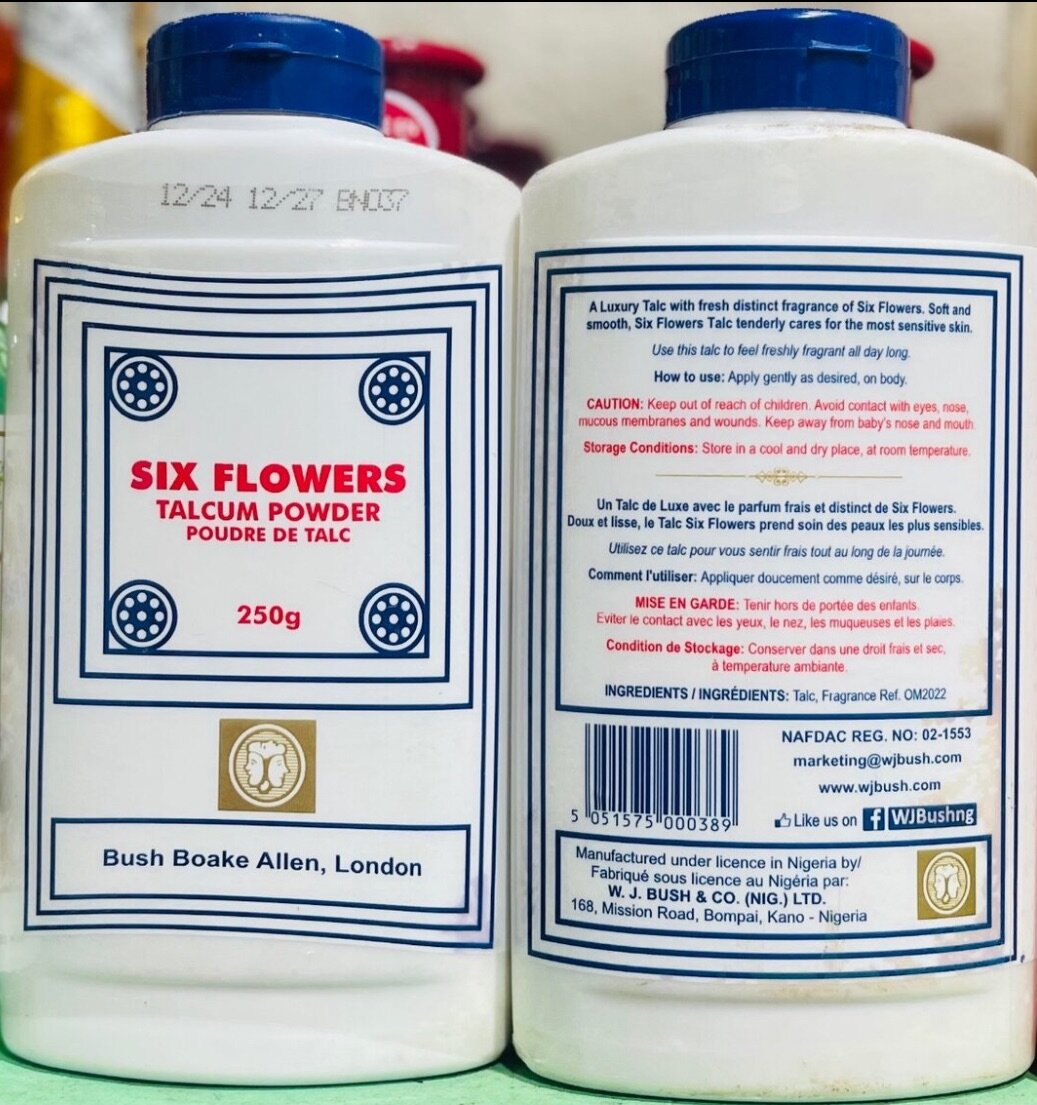 12/24 12/27 BN037
SIX FLOWERS
TALCUM POWDER
POUDRE DE TALC
250g
Bush Boake Allen, London
A Luxury Talc with fresh distinct fragrance of Six Flowers. Soft and
smooth, Six Flowers Talc tenderly cares for the most sensitive skin.
Use this talc to feel freshly fragrant all day long.
How to use: Apply gently as desired, on body.
CAUTION: Keep out of reach of children. Avoid contact with eyes, nose,
mucous membranes and wounds. Keep away from baby's nose and mouth.
Storage Conditions: Store in a cool and dry place, at room temperature.
Un Talc de Luxe avec le parfum frais et distinct de Six Flowers.
Doux et lisse, le Talc Six Flowers prend soin des peaux les plus sensibles.
Utilisez ce talc pour vous sentir frais tout au long de la journée.
Comment l'utiliser: Appliquer doucement comme désiré, sur le corps.
MISE EN GARDE: Tenir hors de portée des enfants.
Eviter le contact avec les yeux, le nez, les muqueuses et les plaies.
Condition de Stockage: Conserver dans une droit frais et sec,
à temperature ambiante.
INGREDIENTS / INGRÉDIENTS: Talc, Fragrance Ref. OM2022
NAFDAC REG. NO: 02-1553
marketing@wjbush.com
www.wjbush.com
5 051575 000389
Like us on f WJBushng
Manufactured under licence in Nigeria by/
Fabriqué sous licence au Nigéria par:
W. J. BUSH & CO. (NIG.) LTD.
168, Mission Road, Bompai, Kano - Nigeria